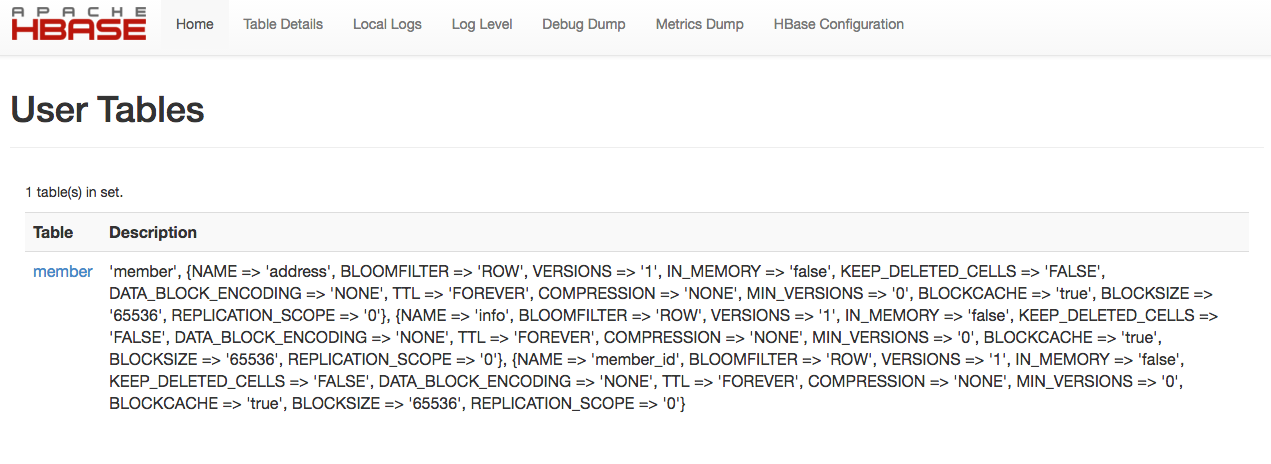 APACHE
HBASE
Home Table Details Local Logs Log Level Debug Dump Metrics Dump HBase Configuration
User Tables
1 table(s) in set.
Table Description
member 'member', {NAME => 'address', BLOOMFILTER => 'ROW', VERSIONS => '1', IN_MEMORY => 'false', KEEP_DELETED_CELLS => 'FALSE',
DATA_BLOCK_ENCODING => 'NONE', TTL => 'FOREVER', COMPRESSION => 'NONE', MIN_VERSIONS => '0', BLOCKCACHE => 'true', BLOCKSIZE =>
'65536', REPLICATION_SCOPE => '0'}, {NAME => 'info', BLOOMFILTER => 'ROW', VERSIONS => '1', IN_MEMORY => 'false', KEEP_DELETED_CELLS =>
'FALSE', DATA_BLOCK_ENCODING => 'NONE', TTL => 'FOREVER', COMPRESSION => 'NONE', MIN_VERSIONS => '0', BLOCKCACHE => 'true',
BLOCKSIZE => '65536', REPLICATION_SCOPE => '0'}, {NAME => 'member_id', BLOOMFILTER => 'ROW', VERSIONS => '1', IN_MEMORY => 'false',
KEEP_DELETED_CELLS => 'FALSE', DATA_BLOCK_ENCODING => 'NONE', TTL => 'FOREVER', COMPRESSION => 'NONE', MIN_VERSIONS => '0',
BLOCKCACHE => 'true', BLOCKSIZE => '65536', REPLICATION_SCOPE => '0'}